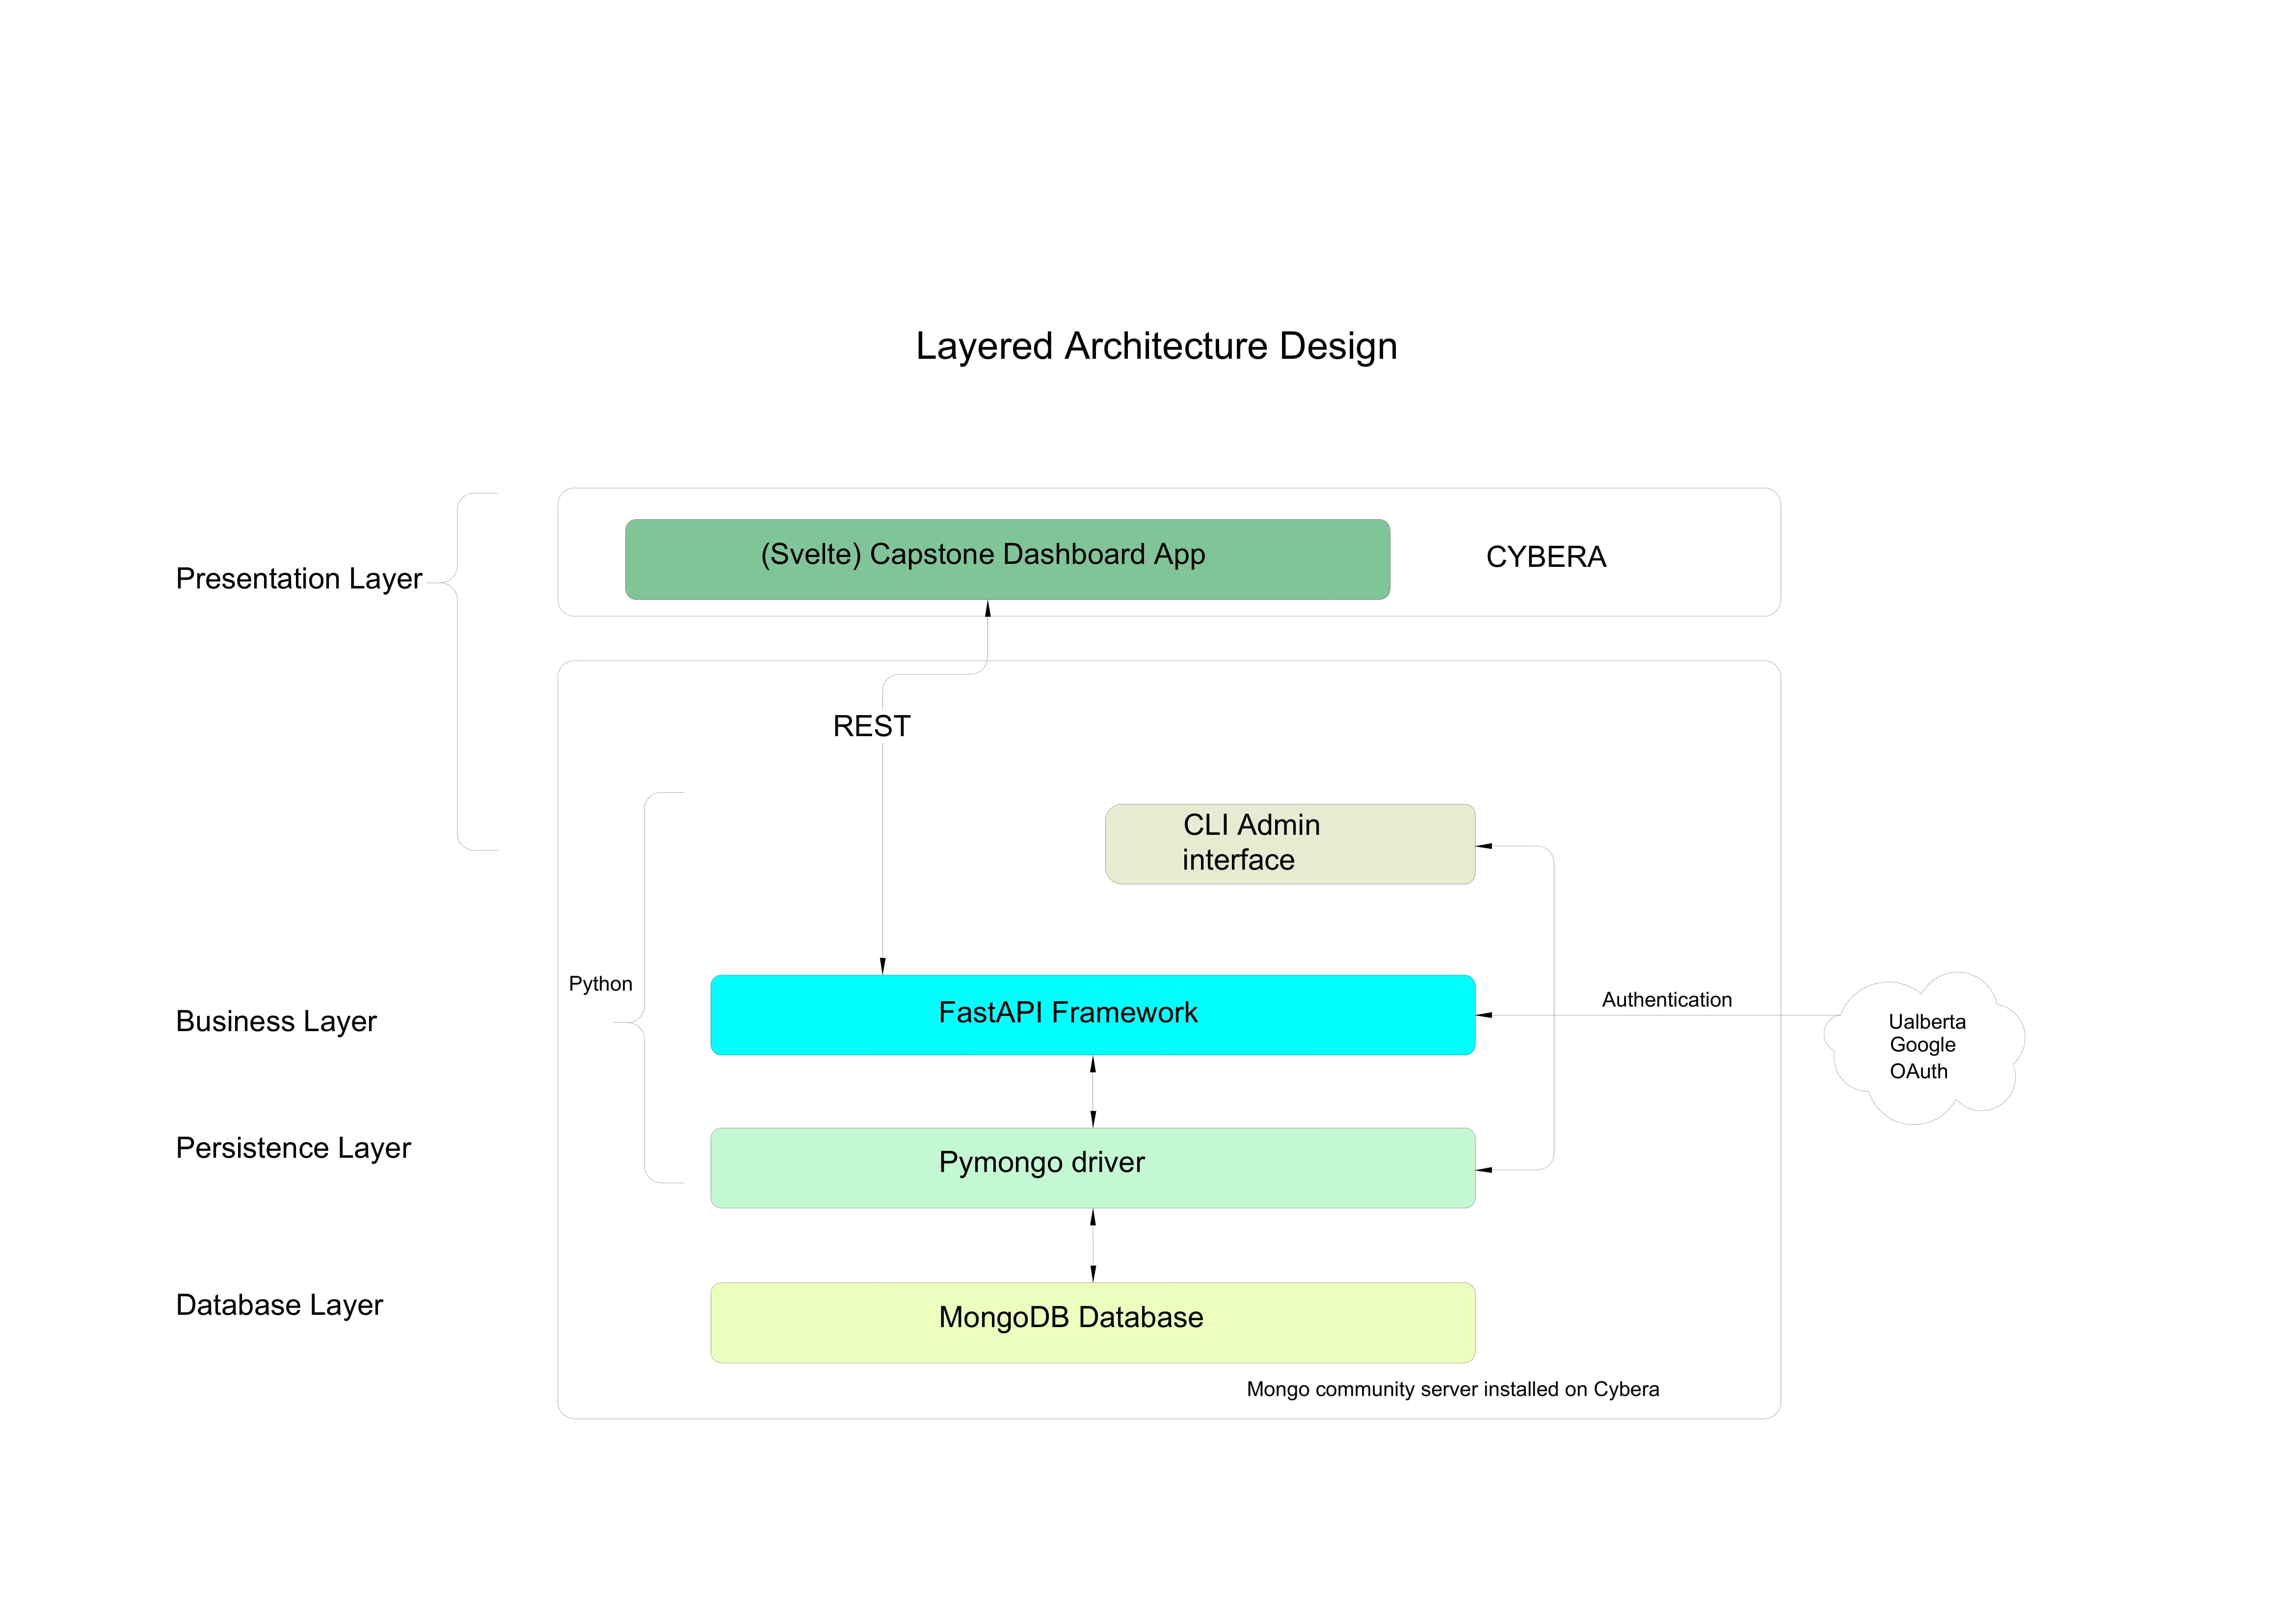 Layered Architecture Design
(Svelte) Capstone Dashboard App
CYBERA
Presentation Layer
REST
CLI Admin
interface
Python
Business Layer
FastAPI Framework
Authentication
Ualberta
Google
OAuth
Persistence Layer
Pymongo driver
Database Layer
MongoDB Database
Mongo community server installed on Cybera